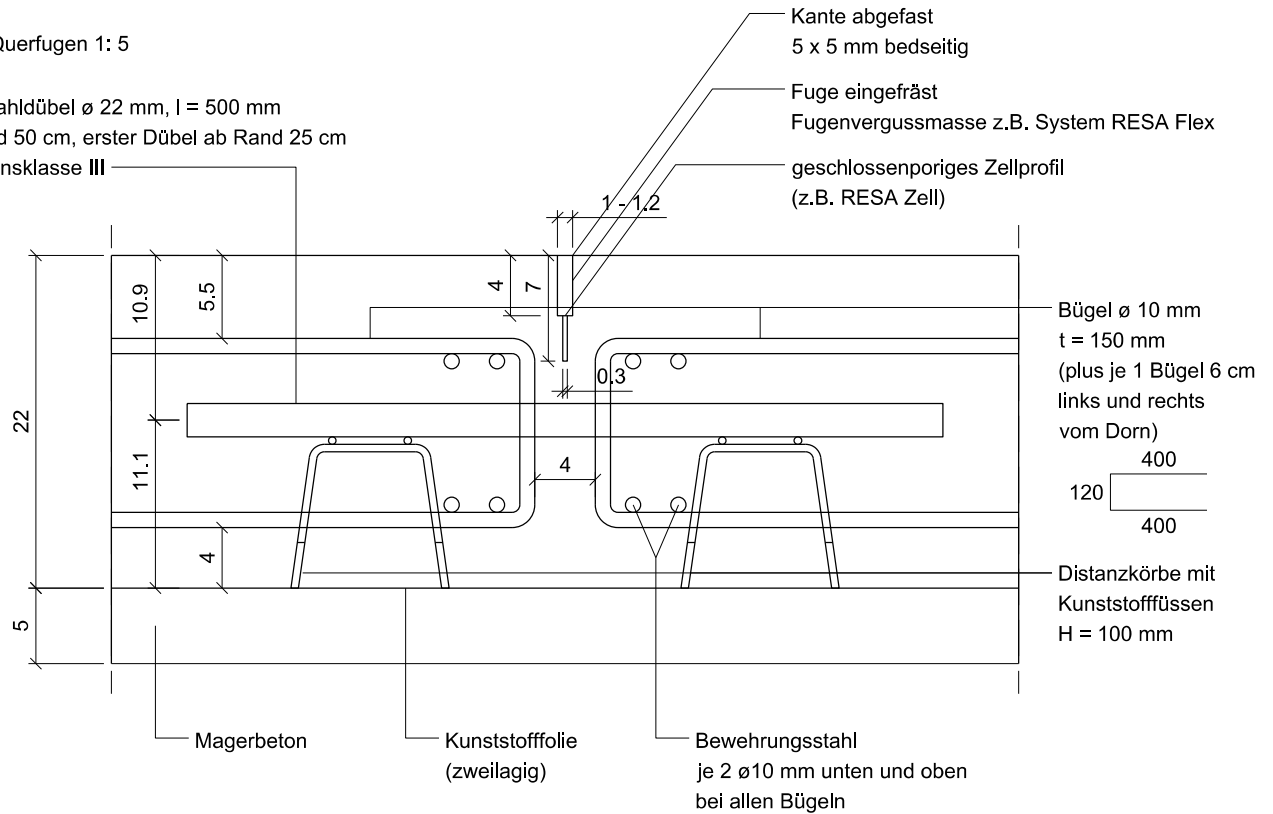 Querfugen 1: 5
ahldübel ø 22 mm, l = 500 mm
d 50 cm, erster Dübel ab Rand 25 cm
nsklasse III
Kante abgefast
5 x 5 mm bedseitig
Fuge eingefräst
Fugenvergussmasse z.B. System RESA Flex
geschlossenporiges Zellprofil
(z.B. RESA Zell)
1 - 1.2
10.9
5.5
4
7
Bügel ø 10 mm
t = 150 mm
(plus je 1 Bügel 6 cm
links und rechts
vom Dorn)
0.3
22
11.1
4
4
400
120
400
Distanzkörbe mit
Kunststofffüssen
H = 100 mm
5
Magerbeton
Kunststofffolie
(zweilagig)
Bewehrungsstahl
je 2 ø10 mm unten und oben
bei allen Bügeln